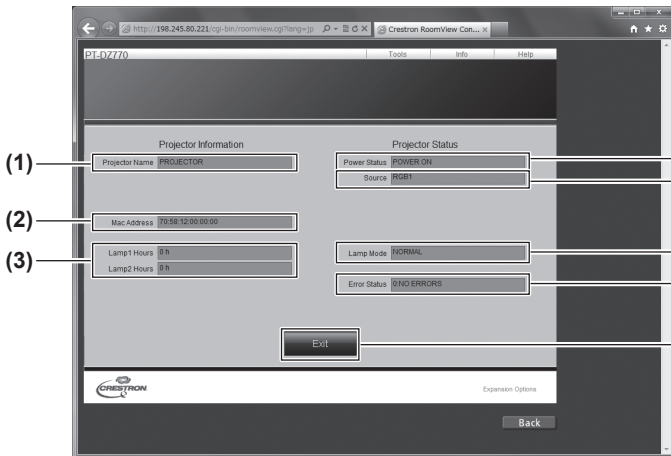 http://198.245.80.221/cgi-bin/roomview.cgi?lang=jp
Crestron RoomView Con... ×
PT-DZ770
Tools Info Help
Projector Information
Projector Status
(1)
Projector Name PROJECTOR
Power Status POWER ON
Source RGB1
(2)
Mac Address 70:58:12:00:00:00
(3)
Lamp1 Hours 0 h
Lamp2 Hours 0 h
Lamp Mode NORMAL
Error Status 0:NO ERRORS
Exit
CRESTRON
Expansion Options
Back